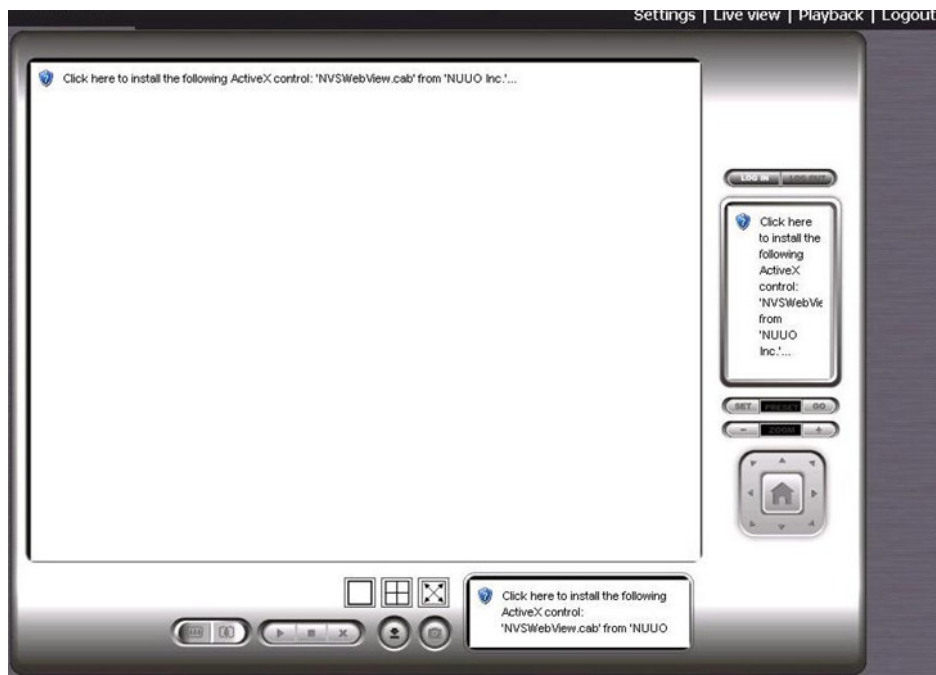 Settings | Live view | Playback | Logout
Click here to install the following ActiveX control: 'NVSWebView.cab' from 'NUUO Inc.'...
LOG IN LOG OUT
Click here
to install the
following
ActiveX
control:
'NVSWebVie
from
'NUUO
Inc.'...
SET PRESET GO
- ZOOM +
Click here to install the following
ActiveX control:
'NVSWebView.cab' from 'NUUO